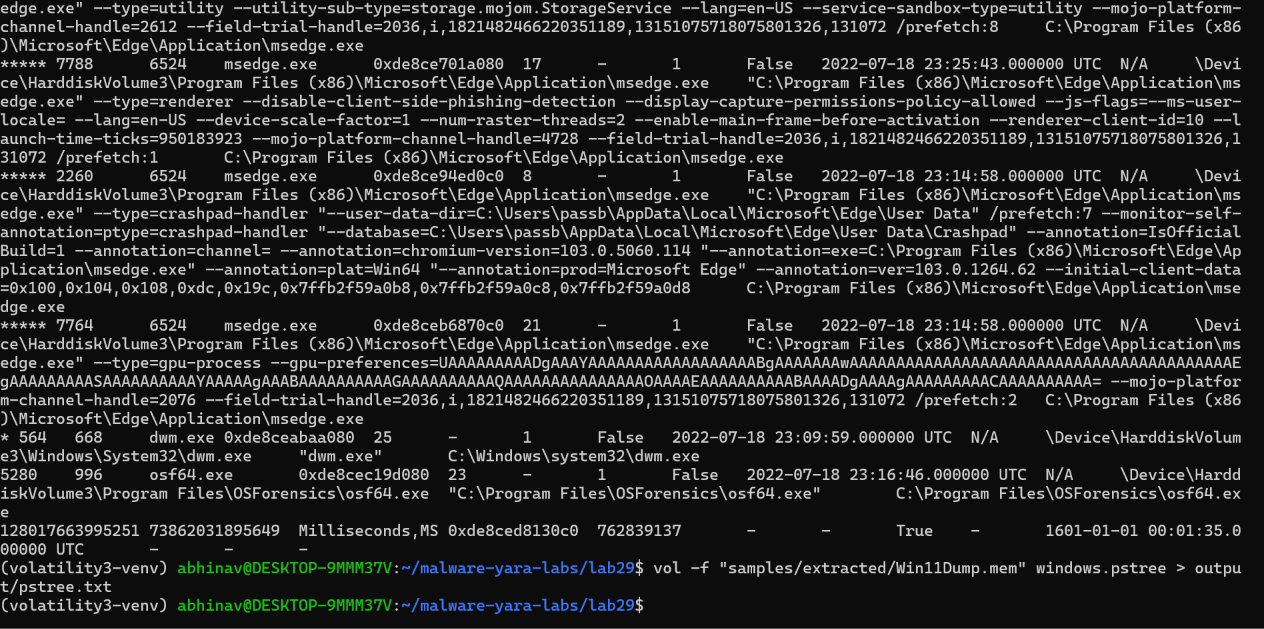 edge.exe" --type=utility --utility-sub-type=storage.mojom.StorageService --lang=en-US --service-sandbox-type=utility --mojo-platform-
channel-handle=2612 --field-trial-handle=2036,i,1821482466220351189,13151075718075801326,131072 /prefetch:8     C:\Program Files (x86
)\Microsoft\Edge\Application\msedge.exe
***** 7788      6524    msedge.exe      0xde8ce701a080  17      -       1       False   2022-07-18 23:25:43.000000 UTC  N/A     \Devi
ce\HarddiskVolume3\Program Files (x86)\Microsoft\Edge\Application\msedge.exe    "C:\Program Files (x86)\Microsoft\Edge\Application\ms
edge.exe" --type=renderer --disable-client-side-phishing-detection --display-capture-permissions-policy-allowed --js-flags=--ms-user-
locale= --lang=en-US --device-scale-factor=1 --num-raster-threads=2 --enable-main-frame-before-activation --renderer-client-id=10 --l
aunch-time-ticks=950183923 --mojo-platform-channel-handle=4728 --field-trial-handle=2036,i,1821482466220351189,13151075718075801326,1
31072 /prefetch:1       C:\Program Files (x86)\Microsoft\Edge\Application\msedge.exe
***** 2260      6524    msedge.exe      0xde8ce94ed0c0  8       -       1       False   2022-07-18 23:14:58.000000 UTC  N/A     \Devi
ce\HarddiskVolume3\Program Files (x86)\Microsoft\Edge\Application\msedge.exe    "C:\Program Files (x86)\Microsoft\Edge\Application\ms
edge.exe" --type=crashpad-handler "--user-data-dir=C:\Users\passb\AppData\Local\Microsoft\Edge\User Data" /prefetch:7 --monitor-self-
annotation=ptype=crashpad-handler "--database=C:\Users\passb\AppData\Local\Microsoft\Edge\User Data\Crashpad" --annotation=IsOfficial
Build=1 --annotation=channel= --annotation=chromium-version=103.0.5060.114 "--annotation=exe=C:\Program Files (x86)\Microsoft\Edge\Ap
plication\msedge.exe" --annotation=plat=Win64 "--annotation=prod=Microsoft Edge" --annotation=ver=103.0.1264.62 --initial-client-data
=0x100,0x104,0x108,0xdc,0x19c,0x7ffb2f59a0b8,0x7ffb2f59a0c8,0x7ffb2f59a0d8      C:\Program Files (x86)\Microsoft\Edge\Application\mse
dge.exe
***** 7764      6524    msedge.exe      0xde8ceb6870c0  21      -       1       False   2022-07-18 23:14:58.000000 UTC  N/A     \Devi
ce\HarddiskVolume3\Program Files (x86)\Microsoft\Edge\Application\msedge.exe    "C:\Program Files (x86)\Microsoft\Edge\Application\ms
edge.exe" --type=gpu-process --gpu-preferences=UAAAAAAAAADgAAAYAAAAAAAAAAAAAAAAAABgAAAAAAAwAAAAAAAAAAAAAAAAAAAAAAAAAAAAAAAAAAAAAAAAAE
gAAAAAAAAASAAAAAAAAAAYAAAAAgAAABAAAAAAAAAAGAAAAAAAAAAQAAAAAAAAAAAAAAAOAAAAEAAAAAAAAAABAAAADgAAAAgAAAAAAAAACAAAAAAAAAA= --mojo-platfor
m-channel-handle=2076 --field-trial-handle=2036,i,1821482466220351189,13151075718075801326,131072 /prefetch:2   C:\Program Files (x86
)\Microsoft\Edge\Application\msedge.exe
* 564   668     dwm.exe 0xde8ceabaa080  25      -       1       False   2022-07-18 23:09:59.000000 UTC  N/A     \Device\HarddiskVolum
e3\Windows\System32\dwm.exe     "dwm.exe"       C:\Windows\system32\dwm.exe
5280    996     osf64.exe       0xde8cec19d080  23      -       1       False   2022-07-18 23:16:46.000000 UTC  N/A     \Device\Hardd
iskVolume3\Program Files\OSForensics\osf64.exe  "C:\Program Files\OSForensics\osf64.exe"        C:\Program Files\OSForensics\osf64.ex
e
128017663995251 73862031895649  Milliseconds,MS 0xde8ced8130c0  762839137       -       -       True    -       1601-01-01 00:01:35.0
00000 UTC       -       -       -
(volatility3-venv) abhinav@DESKTOP-9MMM37V:~/malware-yara-labs/lab29$ vol -f "samples/extracted/Win11Dump.mem" windows.pstree > outpu
t/pstree.txt
(volatility3-venv) abhinav@DESKTOP-9MMM37V:~/malware-yara-labs/lab29$